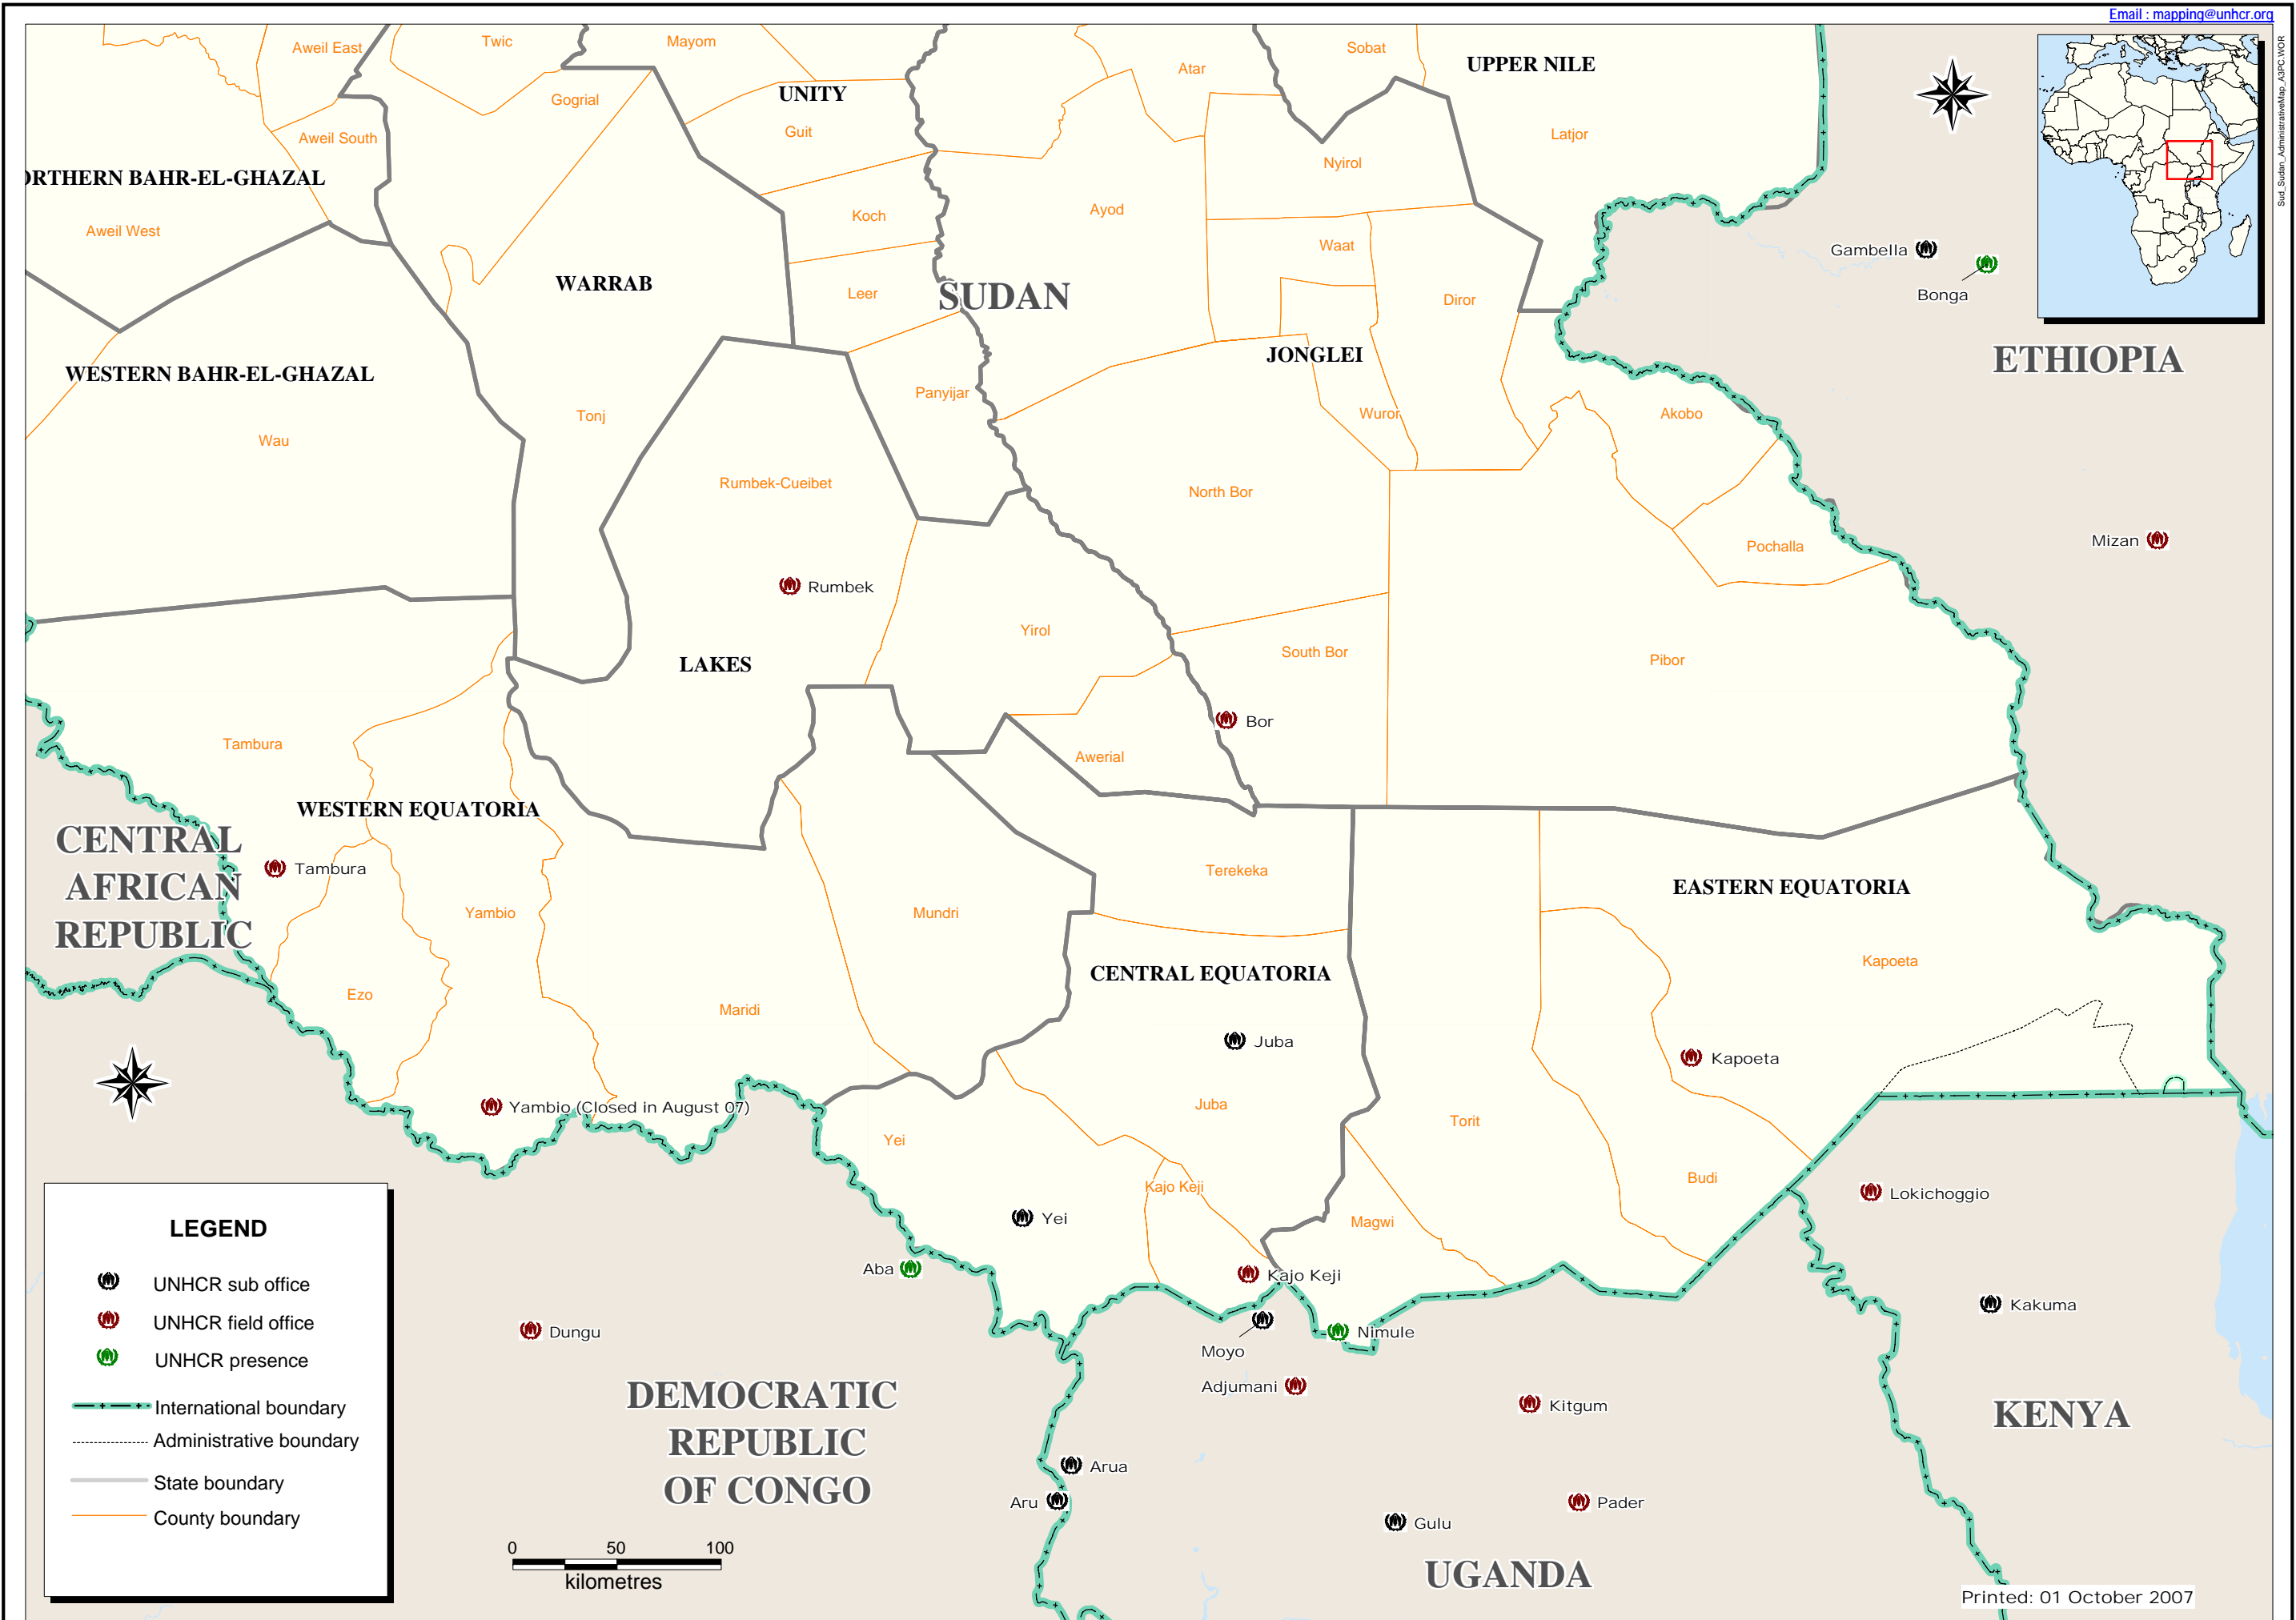 Email : mapping@unhcr.org
Sud_Sudan_AdministrativeMap_A3PC.WOR
Aweil East
Twic
Mayom
Sobat
UPPER NILE
Atar
UNITY
Gogrial
Guit
Latjor
Aweil South
Nyirol
ORTHERN BAHR-EL-GHAZAL
Ayod
Koch
Aweil West
Waat
Gambella
Bonga
WARRAB
Leer
SUDAN
Diror
JONGLEI
ETHIOPIA
WESTERN BAHR-EL-GHAZAL
Panyijar
Tonj
Wuror
Akobo
Wau
Rumbek-Cueibet
North Bor
Mizan
Pochalla
Rumbek
Yirol
South Bor
Pibor
LAKES
Bor
Tambura
Awerial
WESTERN EQUATORIA
CENTRAL
AFRICAN
REPUBLIC
Tambura
Terekeka
EASTERN EQUATORIA
Yambio
Mundri
Kapoeta
CENTRAL EQUATORIA
Ezo
Maridi
Juba
Kapoeta
Yambio (Closed in August 07)
Juba
Torit
Yei
Budi
Kajo Keji
Lokichoggio
Yei
Magwi
Aba
Kajo Keji
Kakuma
Dungu
Nimule
Moyo
Adjumani
Kitgum
DEMOCRATIC
REPUBLIC
OF CONGO
KENYA
Arua
Aru
Pader
Gulu
UGANDA
LEGEND
UNHCR sub office
UNHCR field office
UNHCR presence
International boundary
Administrative boundary
State boundary
County boundary
0 50 100
kilometres
Printed: 01 October 2007